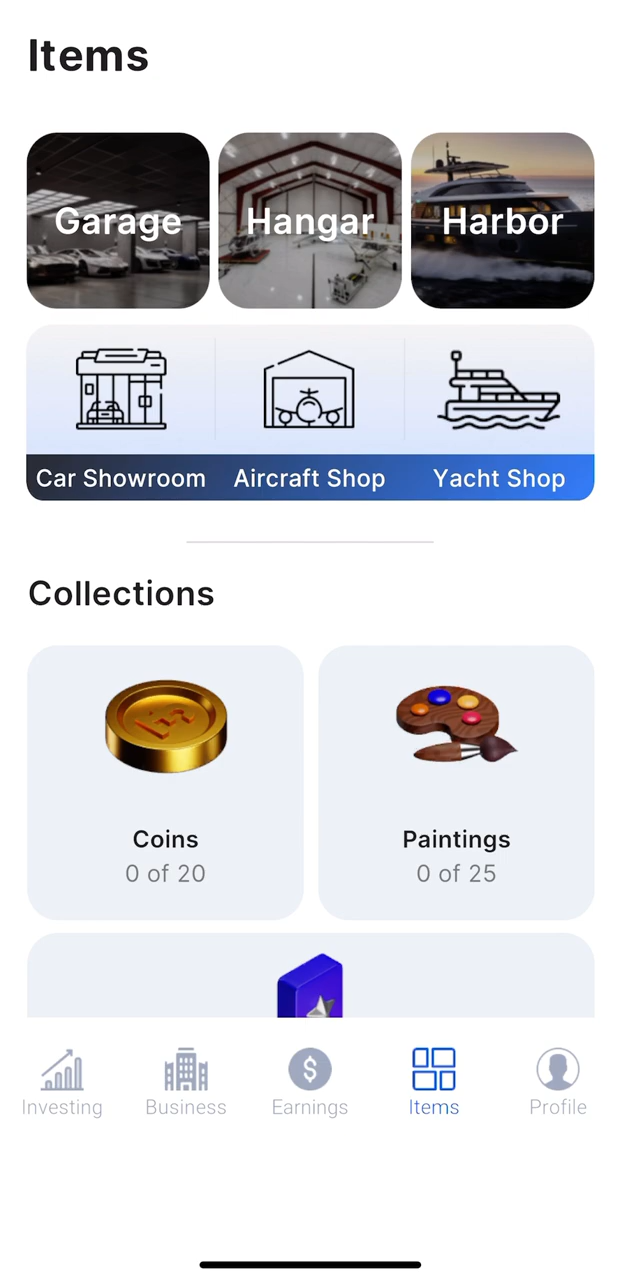 Items
Garage
Hangar
Harbor
Car Showroom
Aircraft Shop
Yacht Shop
Collections
Coins
0 of 20
Paintings
0 of 25
Investing
Business
Earnings
Items
Profile